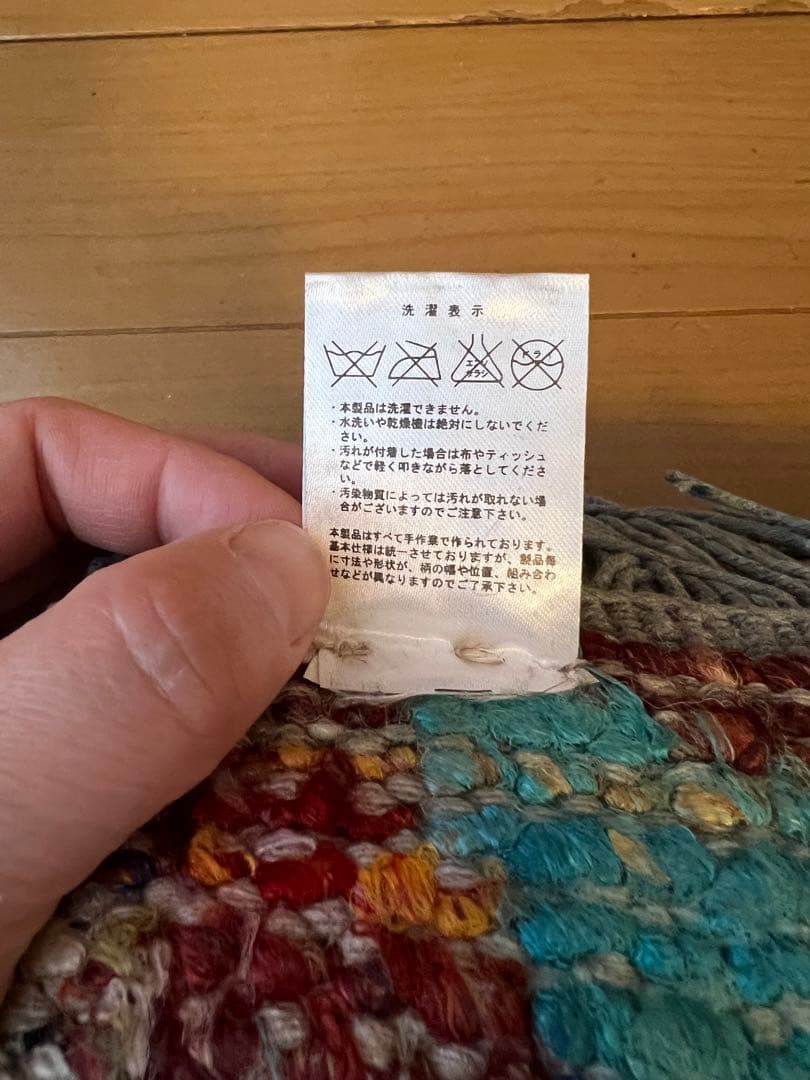 洗濯表示
エンソ
サラシ
ドライ
・本製品は洗濯できません。
・水洗いや乾燥機は絶対にしないでくだ
さい。
・汚れが付着した場合は布やティッシュ
などで軽く叩きながら落としてくださ
い。
・汚染物質によっては汚れが取れない場
合がございますのでご注意下さい。
本製品はすべて手作業で作られております。
基本仕様は統一させておりますが、製品毎
に寸法や形状が、柄の幅や位置、組み合わ
せなどが異なりますのでご了承下さい。